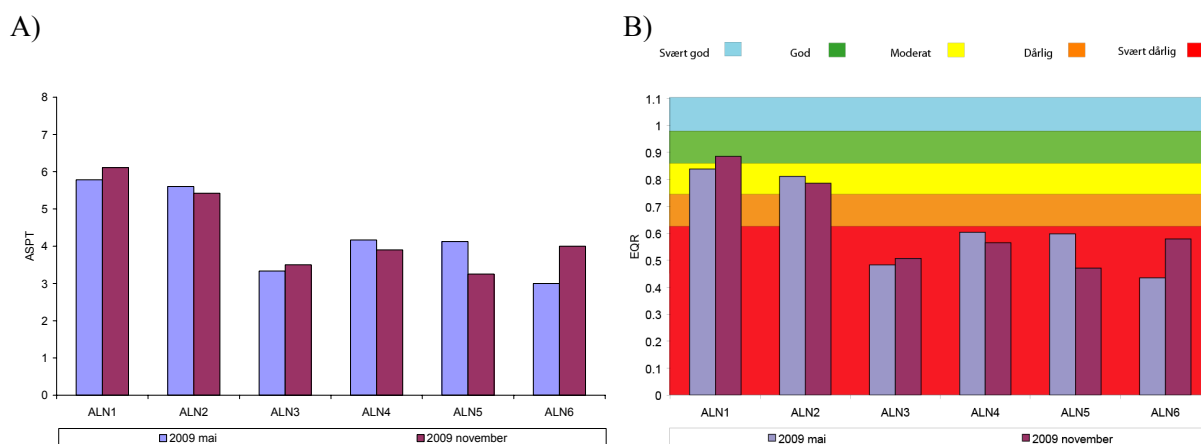 A)
B)
Svært god
God
Moderat
Dårlig
Svært dårlig
8
7
6
5
4
3
2
1
0
ASPT
ALN1 ALN2 ALN3 ALN4 ALN5 ALN6
2009 mai 2009 november
1.1
1
0.9
0.8
0.7
0.6
0.5
0.4
0.3
0.2
0.1
0
EQR
ALN1 ALN2 ALN3 ALN4 ALN5 ALN6
2009 mai 2009 november